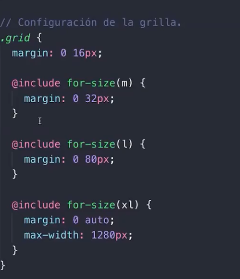 // Configuración de la grilla.
.grid {
  margin: 0 16px;

  @include for-size(m) {
    margin: 0 32px;
  }

  @include for-size(l) {
    margin: 0 80px;
  }

  @include for-size(xl) {
    margin: 0 auto;
    max-width: 1280px;
  }
}